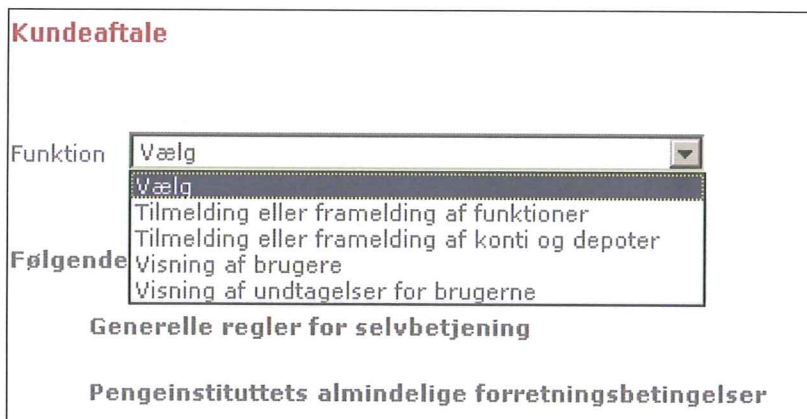 Kundeaftale
Funktion Vælg
Vælg
Tilmelding eller framelding af funktioner
Tilmelding eller framelding af konti og depoter
Følgende Visning af brugere
Visning af undtagelser for brugerne
Generelle regler for selvbetjening
Pengeinstituttets almindelige forretningsbetingelser